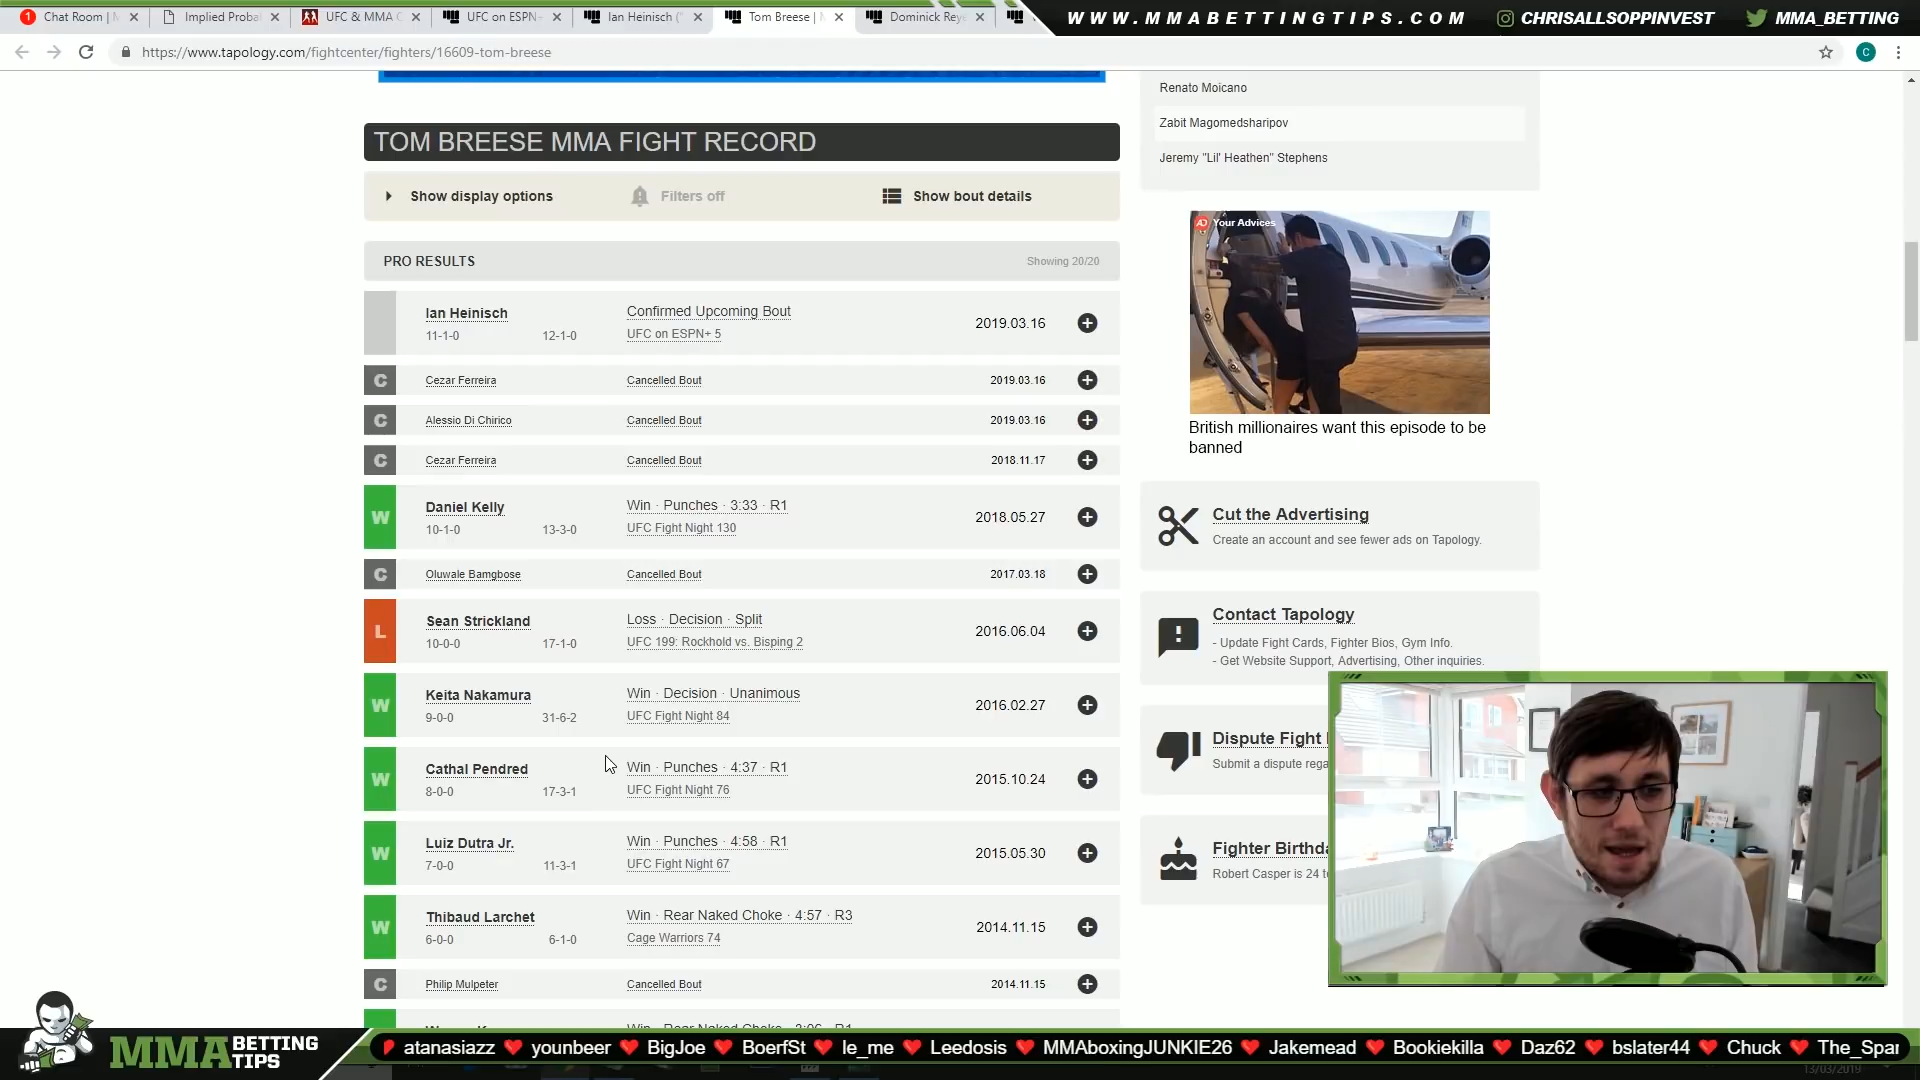 WWW.MMABETTINGTIPS.COM CHRISALLSOPPINVEST MMA_BETTING
1 Chat Room | Implied Proba UFC & MMA UFC on ESPN Ian Heinisch (" Tom Breese | Dominick Reye
https://www.tapology.com/fightcenter/fighters/16609-tom-breese C
Renato Moicano
Zabit Magomedsharipov
Jeremy "Lil' Heathen" Stephens
TOM BREESE MMA FIGHT RECORD
Show display options Filters off Show bout details
PRO RESULTS Showing 20/20
Ian Heinisch Confirmed Upcoming Bout 2019.03.16
11-1-0 12-1-0 UFC on ESPN+ 5
C Cezar Ferreira Cancelled Bout 2019.03.16
C Alessio Di Chirico Cancelled Bout 2019.03.16
C Cezar Ferreira Cancelled Bout 2018.11.17
W Daniel Kelly Win · Punches · 3:33 · R1 2018.05.27
10-1-0 13-3-0 UFC Fight Night 130
C Oluwale Bamgbose Cancelled Bout 2017.03.18
L Sean Strickland Loss · Decision · Split 2016.06.04
10-0-0 17-1-0 UFC 199: Rockhold vs. Bisping 2
W Keita Nakamura Win · Decision · Unanimous 2016.02.27
9-0-0 31-6-2 UFC Fight Night 84
W Cathal Pendred Win · Punches · 4:37 · R1 2015.10.24
8-0-0 17-3-1 UFC Fight Night 76
W Luiz Dutra Jr. Win · Punches · 4:58 · R1 2015.05.30
7-0-0 11-3-1 UFC Fight Night 67
W Thibaud Larchet Win · Rear Naked Choke · 4:57 · R3 2014.11.15
6-0-0 6-1-0 Cage Warriors 74
C Philip Mulpeter Cancelled Bout 2014.11.15
Your Advices
British millionaires want this episode to be
banned
Cut the Advertising
Create an account and see fewer ads on Tapology.
Contact Tapology
- Update Fight Cards, Fighter Bios, Gym Info.
- Get Website Support, Advertising, Other inquiries.
Dispute Fight
Submit a dispute rega
Fighter Birthda
Robert Casper is 24 t
MMA BETTING TIPS
atanasiazz younbeer BigJoe BoerfSt le_me Leedosis MMAboxingJUNKIE26 Jakemead Bookiekilla Daz62 bslater44 Chuck The_Spar
13/03/2019